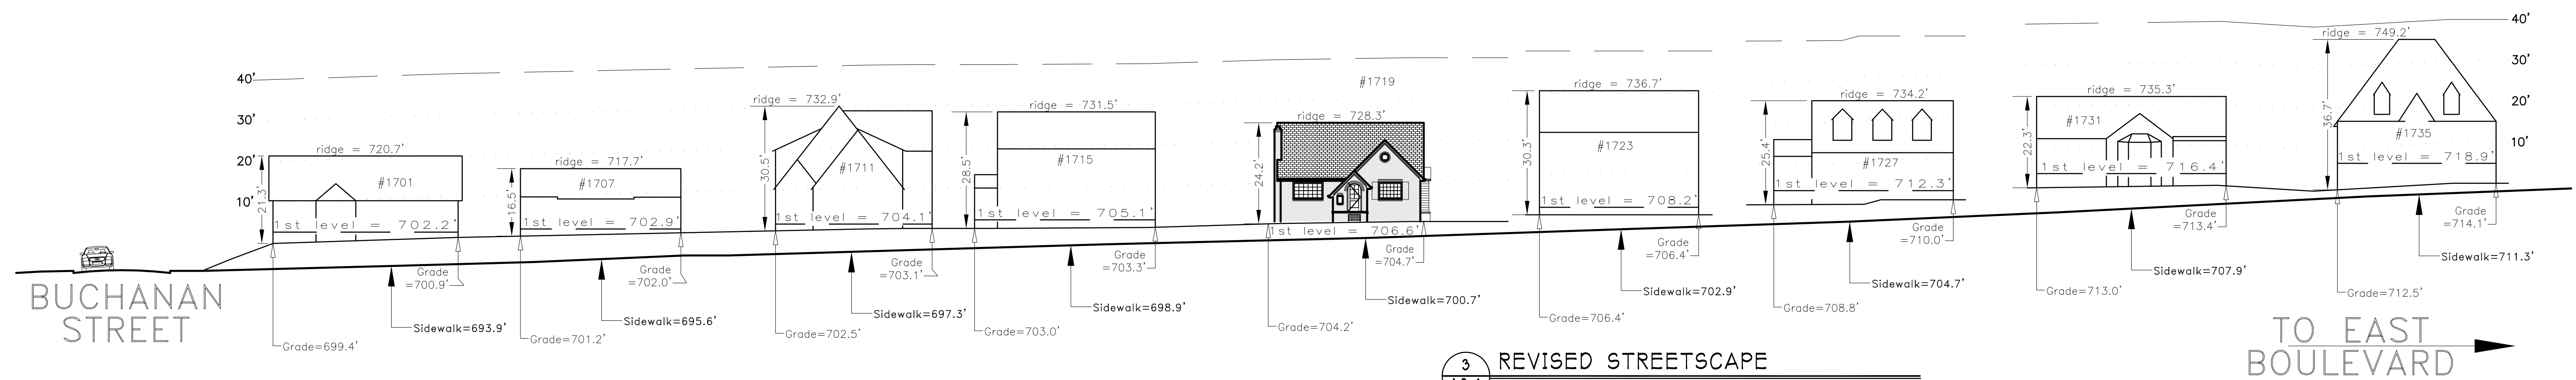 40'
30'
20'
10'
BUCHANAN
STREET
ridge = 720.7'
#1701
21.3'
1st level = 702.2'
Grade
=700.9'
Sidewalk=693.9'
Grade=699.4'
ridge = 717.7'
#1707
16.5'
1st level = 702.9'
Grade
=702.0'
Sidewalk=695.6'
Grade=701.2'
ridge = 732.9'
30.5'
#1711
1st level = 704.1'
Grade
=703.1'
Sidewalk=697.3'
Grade=702.5'
ridge = 731.5'
28.5'
#1715
1st level = 705.1'
Grade
=703.3'
Sidewalk=698.9'
Grade=703.0'
#1719
ridge = 728.3'
24.2'
1st level = 706.6'
Grade
=704.7'
Sidewalk=700.7'
Grade=704.2'
ridge = 736.7'
30.3'
#1723
1st level = 708.2'
Grade
=706.4'
Sidewalk=702.9'
Grade=706.4'
ridge = 734.2'
25.4'
#1727
1st level = 712.3'
Grade
=710.0'
Sidewalk=704.7'
Grade=708.8'
ridge = 735.3'
22.3'
#1731
1st level = 716.4'
Grade
=713.4'
Sidewalk=707.9'
Grade=713.0'
ridge = 749.2'
36.7'
#1735
1st level = 718.9'
Grade
=714.1'
Sidewalk=711.3'
Grade=712.5'
40'
30'
20'
10'
TO EAST
BOULEVARD
3
REVISED STREETSCAPE